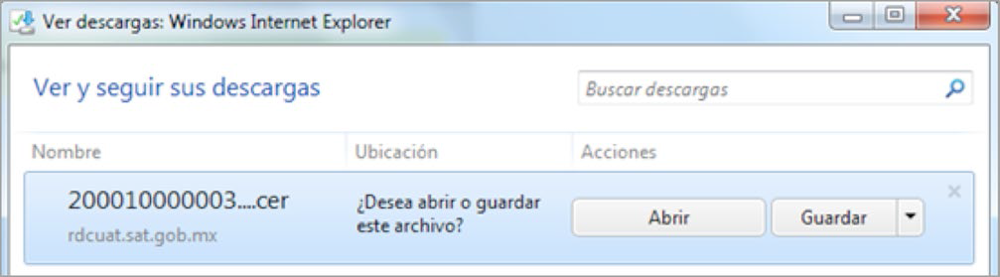 Ver descargas: Windows Internet Explorer
Ver y seguir sus descargas
Buscar descargas
Nombre Ubicación Acciones
200010000003....cer
rdcuat.sat.gob.mx
¿Desea abrir o guardar
este archivo?
Abrir
Guardar